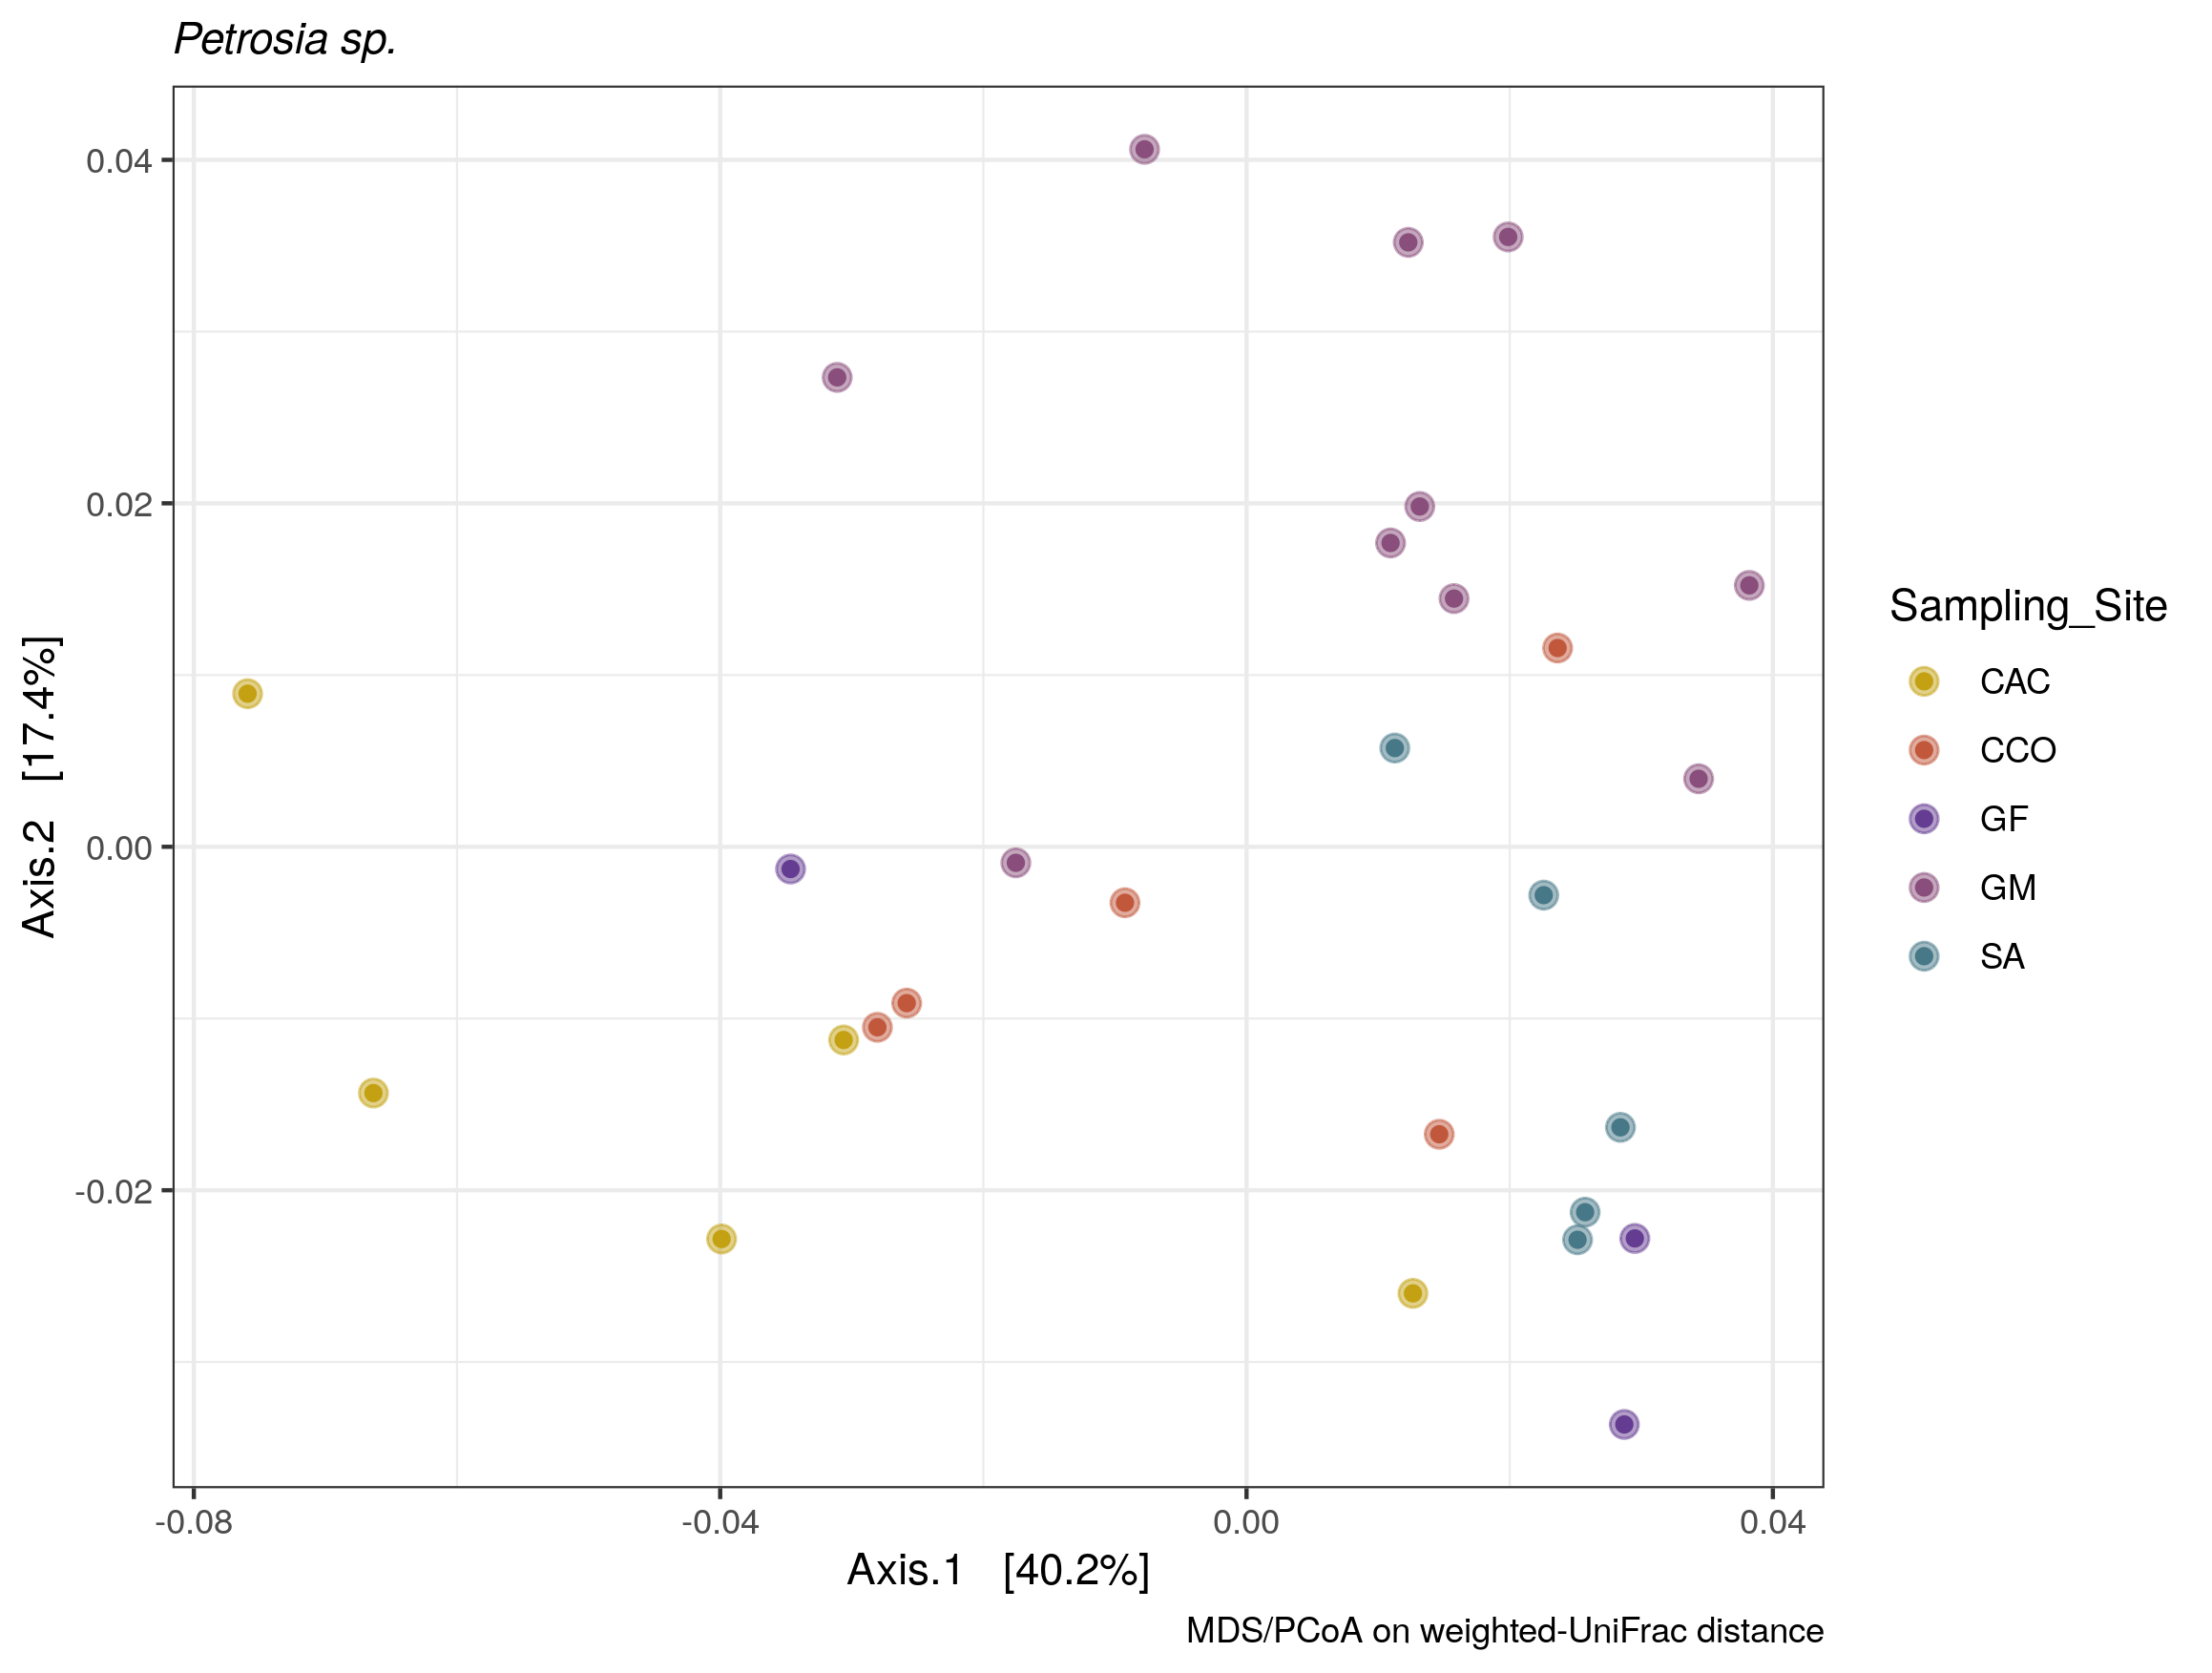 Petrosia sp.
0.04
0.02
0.00
-0.02
Axis.2 [17.4%]
-0.08
-0.04
0.00
0.04
Axis.1 [40.2%]
MDS/PCoA on weighted-UniFrac distance
Sampling_Site
CAC
CCO
GF
GM
SA